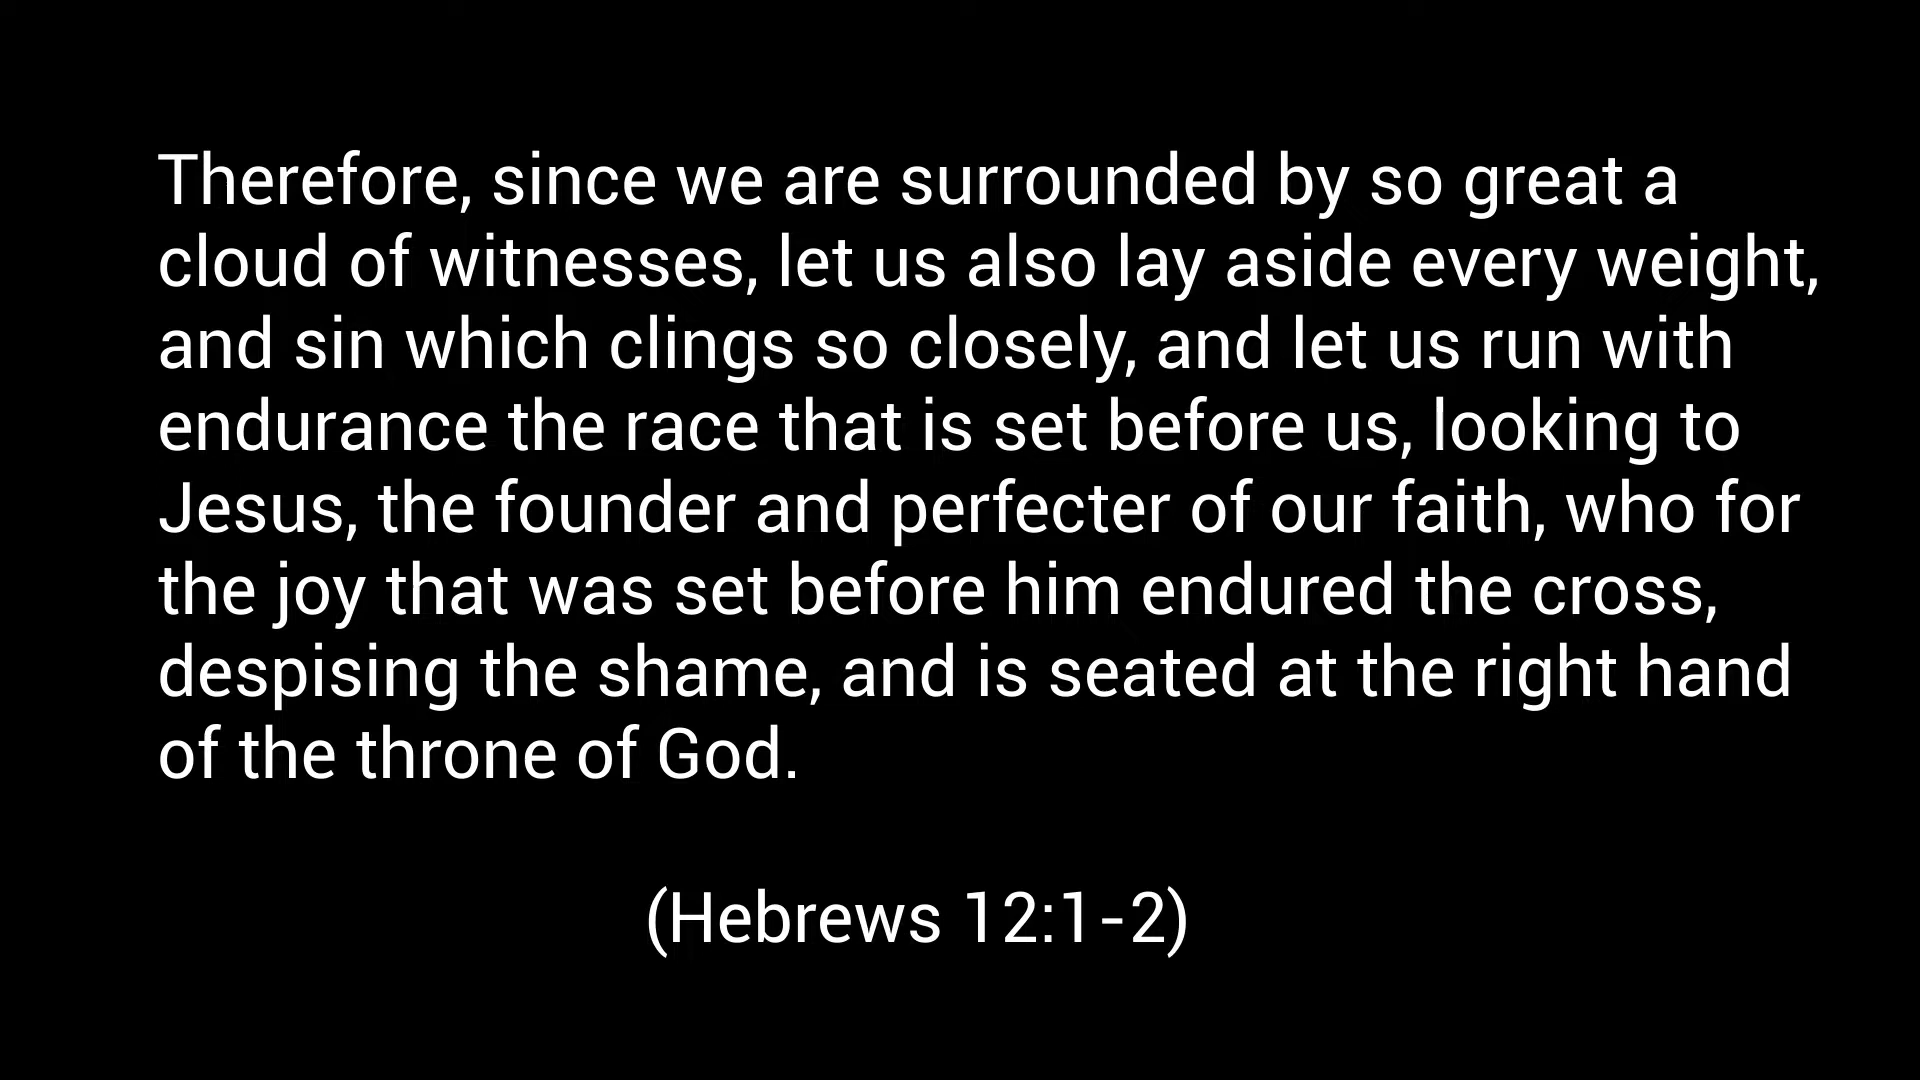 Therefore, since we are surrounded by so great a
cloud of witnesses, let us also lay aside every weight,
and sin which clings so closely, and let us run with
endurance the race that is set before us, looking to
Jesus, the founder and perfecter of our faith, who for
the joy that was set before him endured the cross,
despising the shame, and is seated at the right hand
of the throne of God.
(Hebrews 12:1-2)